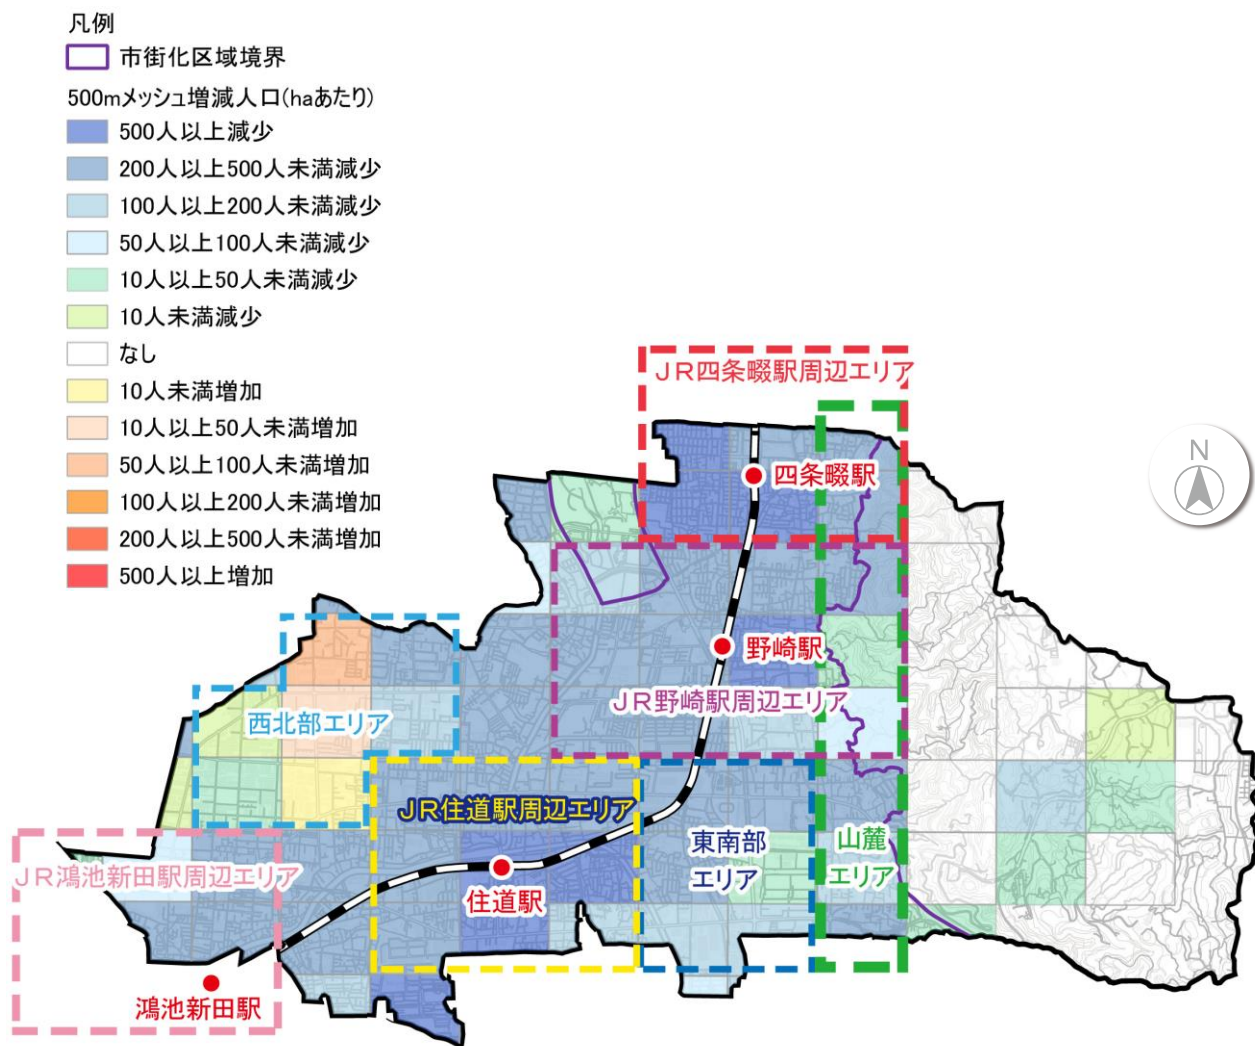 凡例
市街化区域境界
500mメッシュ増減人口(haあたり)
500人以上減少
200人以上500人未満減少
100人以上200人未満減少
50人以上100人未満減少
10人以上50人未満減少
10人未満減少
なし
10人未満増加
10人以上50人未満増加
50人以上100人未満増加
100人以上200人未満増加
200人以上500人未満増加
500人以上増加
JR四条畷駅周辺エリア
四条畷駅
N
野崎駅
JR野崎駅周辺エリア
西北部エリア
JR住道駅周辺エリア
東南部
エリア
山麓
エリア
JR鴻池新田駅周辺エリア
住道駅
鴻池新田駅